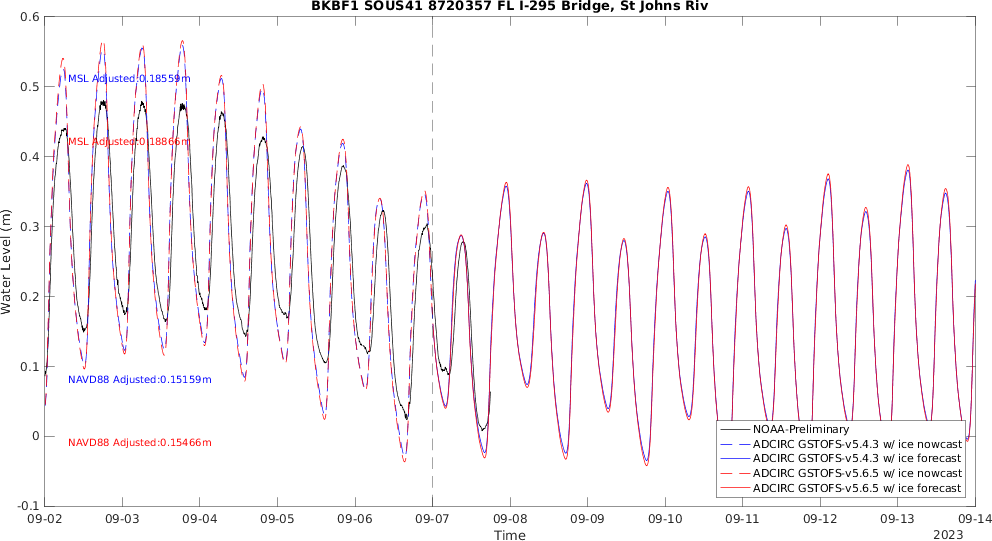 BKBF1 SOUS41 8720357 FL I-295 Bridge, St Johns Riv
0.6
0.5
0.4
0.3
0.2
0.1
0
-0.1
Water Level (m)
MSL Adjusted:0.18559m
MSL Adjusted:0.18866m
NAVD88 Adjusted:0.15159m
NAVD88 Adjusted:0.15466m
NOAA-Preliminary
ADCIRC GSTOFS-v5.4.3 w/ ice nowcast
ADCIRC GSTOFS-v5.4.3 w/ ice forecast
ADCIRC GSTOFS-v5.6.5 w/ ice nowcast
ADCIRC GSTOFS-v5.6.5 w/ ice forecast
09-02 09-03 09-04 09-05 09-06 09-07 09-08 09-09 09-10 09-11 09-12 09-13 09-14
Time
2023